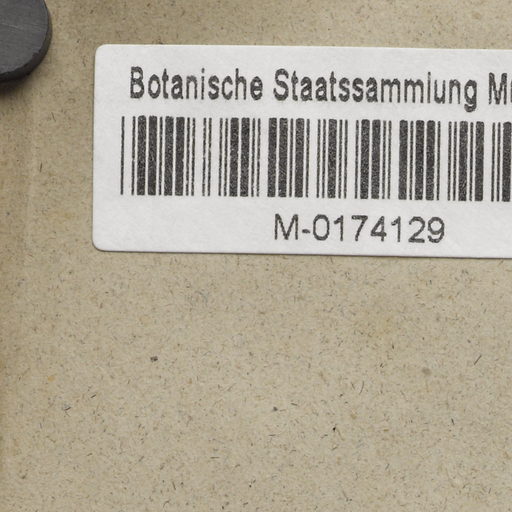 Botanische Staatssammlung
M-0174129